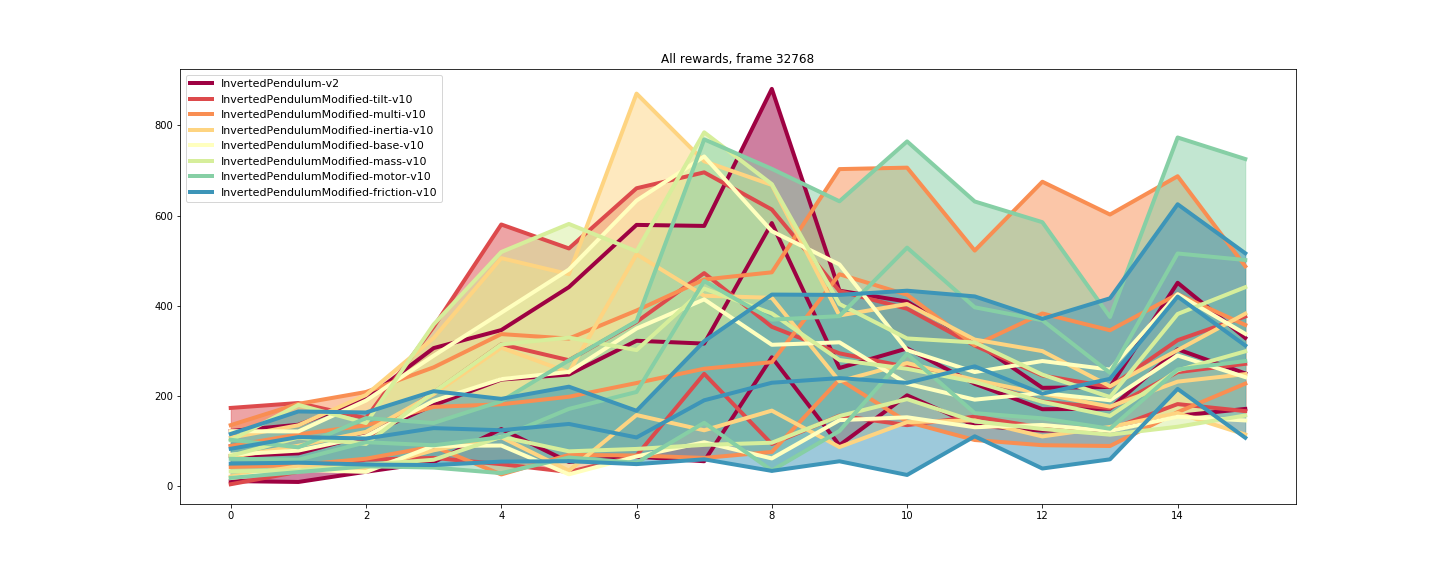 All rewards, frame 32768
InvertedPendulum-v2
InvertedPendulumModified-tilt-v10
InvertedPendulumModified-multi-v10
InvertedPendulumModified-inertia-v10
InvertedPendulumModified-base-v10
InvertedPendulumModified-mass-v10
InvertedPendulumModified-motor-v10
InvertedPendulumModified-friction-v10
800
600
400
200
0
0 2 4 6 8 10 12 14